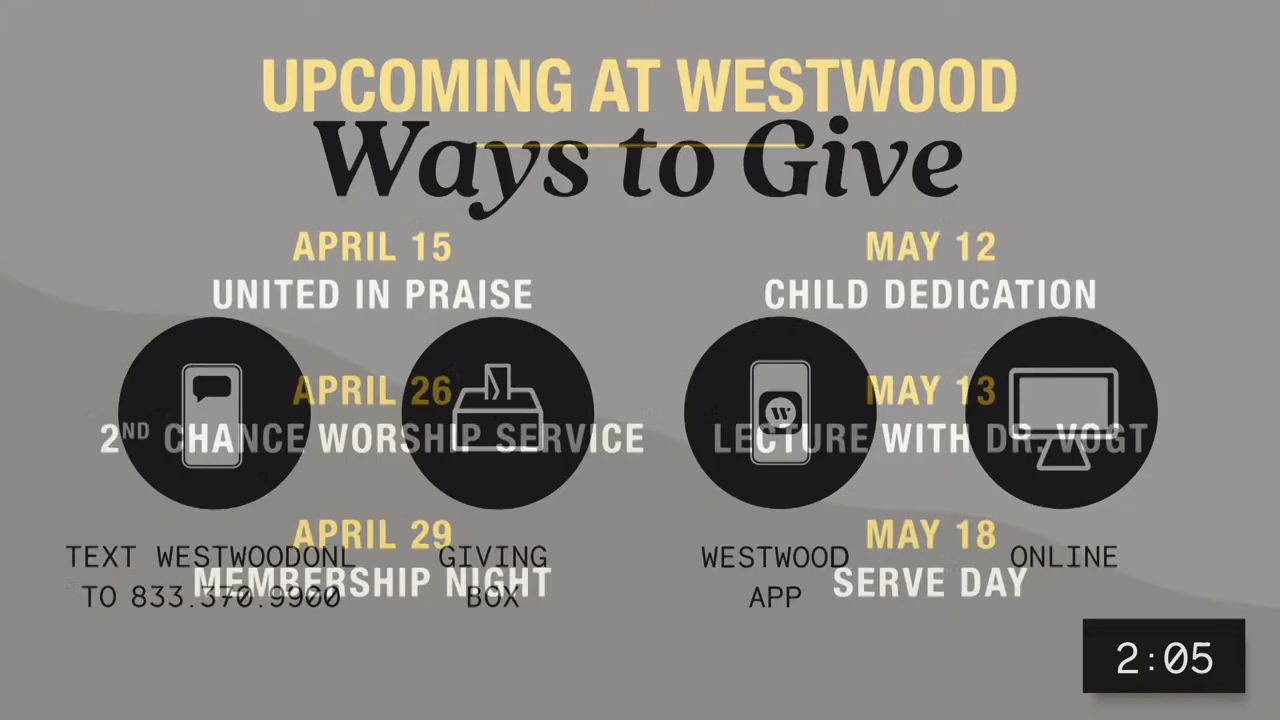 UPCOMING AT WESTWOOD
Ways to Give
APRIL 15
UNITED IN PRAISE
MAY 12
CHILD DEDICATION
APRIL 26
2ND CHANCE WORSHIP SERVICE
MAY 13
LECTURE WITH DR. VOGT
APRIL 29
MEMBERSHIP NIGHT
MAY 18
SERVE DAY
TEXT WESTWOODONL
TO 833.370.9900
GIVING
BOX
W
WESTWOOD
APP
ONLINE
2:05